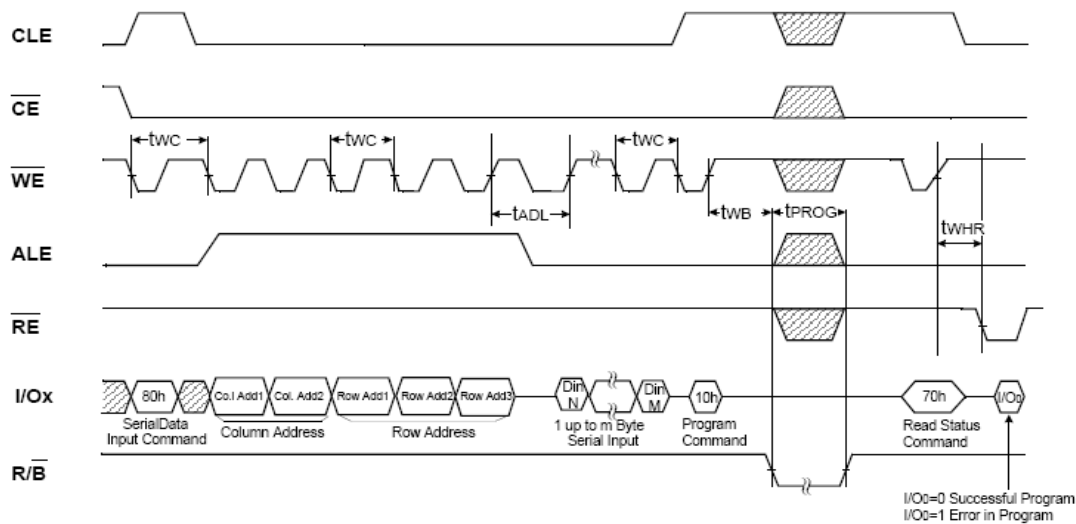 CLE
CE
tWC
tWC
tWC
WE
tADL
tWB
tPROG
tWHR
ALE
RE
I/Ox
80h
Co.l Add1
Col. Add2
Row Add1
Row Add2
Row Add3
Din
N
Din
M
10h
70h
I/O0
SerialData
Input Command
Column Address
Row Address
1 up to m Byte
Serial Input
Program
Command
Read Status
Command
R/B
I/O0=0 Successful Program
I/O0=1 Error in Program